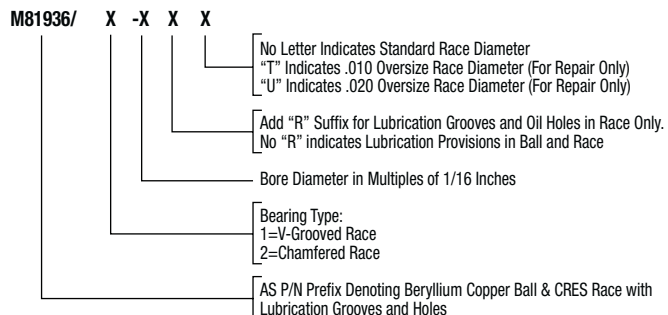 M81936/ X -X X X
No Letter Indicates Standard Race Diameter
“T” Indicates .010 Oversize Race Diameter (For Repair Only)
“U” Indicates .020 Oversize Race Diameter (For Repair Only)
Add “R” Suffix for Lubrication Grooves and Oil Holes in Race Only.
No “R” indicates Lubrication Provisions in Ball and Race
Bore Diameter in Multiples of 1/16 Inches
Bearing Type:
1=V-Grooved Race
2=Chamfered Race
AS P/N Prefix Denoting Beryllium Copper Ball & CRES Race with
Lubrication Grooves and Holes